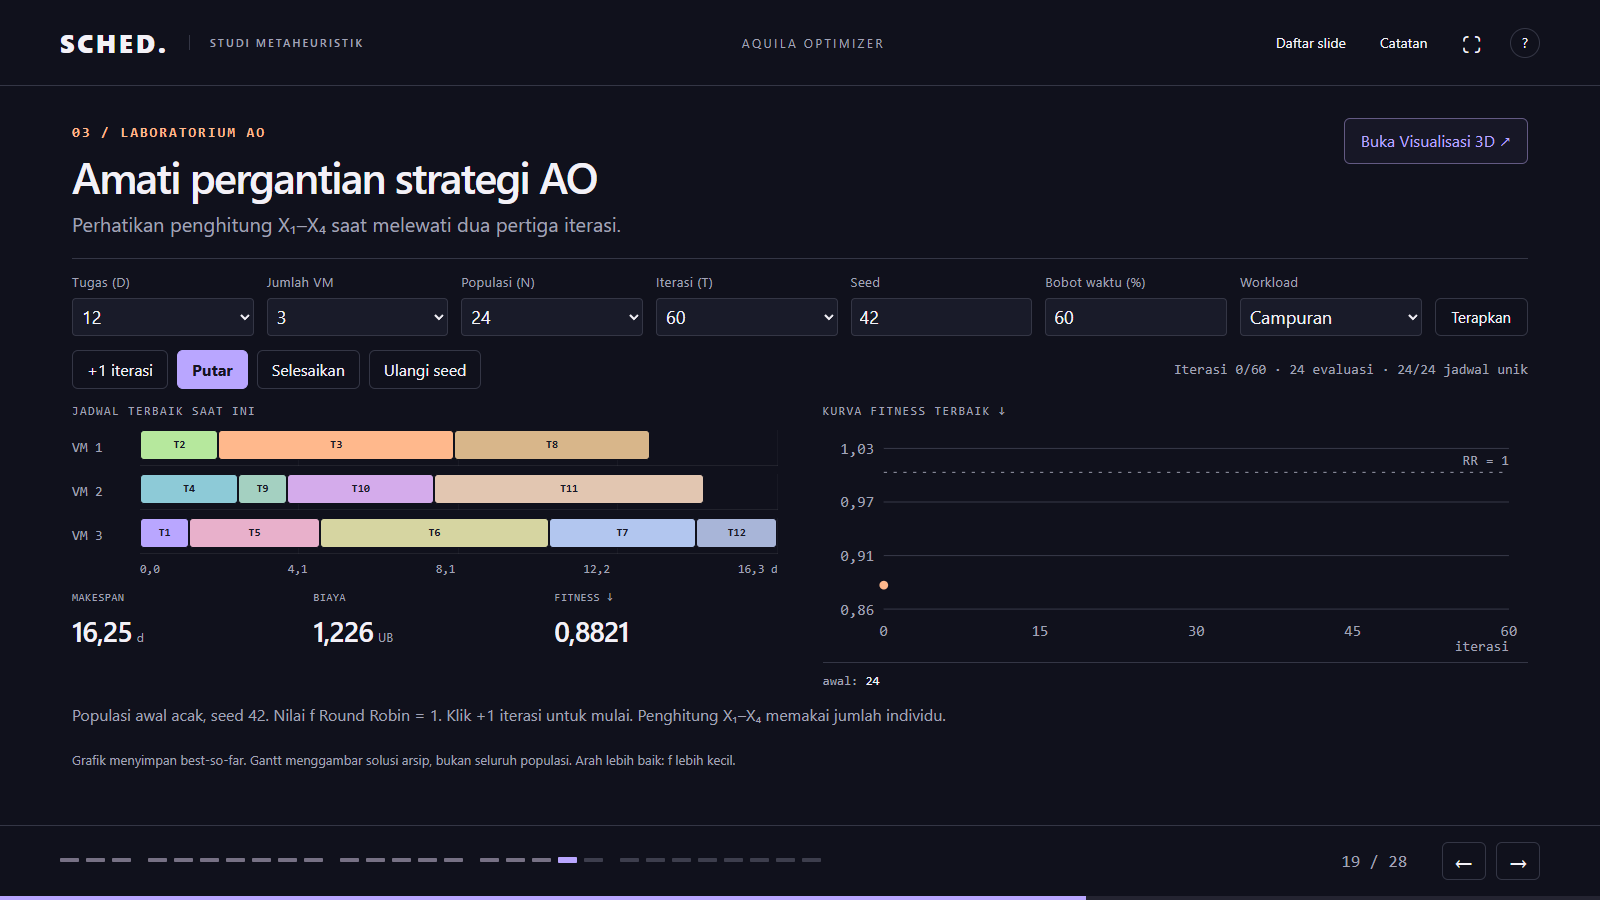 SCHED.
STUDI METAHEURISTIK
AQUILA OPTIMIZER
Daftar slide
Catatan
?
03 / LABORATORIUM AO
Buka Visualisasi 3D ↗
Amati pergantian strategi AO
Perhatikan penghitung X₁–X₄ saat melewati dua pertiga iterasi.
Tugas (D)
Jumlah VM
Populasi (N)
Iterasi (T)
Seed
Bobot waktu (%)
Workload
12
3
24
60
42
60
Campuran
Terapkan
+1 iterasi
Putar
Selesaikan
Ulangi seed
Iterasi 0/60 · 24 evaluasi · 24/24 jadwal unik
JADWAL TERBAIK SAAT INI
VM 1
T2
T3
T8
VM 2
T4
T9
T10
T11
VM 3
T1
T5
T6
T7
T12
0,0
4,1
8,1
12,2
16,3 d
MAKESPAN
BIAYA
FITNESS ↓
16,25 d
1,226 UB
0,8821
KURVA FITNESS TERBAIK ↓
1,03
RR = 1
0,97
0,91
0,86
0
15
30
45
60
iterasi
awal: 24
Populasi awal acak, seed 42. Nilai f Round Robin = 1. Klik +1 iterasi untuk mulai. Penghitung X₁–X₄ memakai jumlah individu.
Grafik menyimpan best-so-far. Gantt menggambar solusi arsip, bukan seluruh populasi. Arah lebih baik: f lebih kecil.
19 / 28
←
→